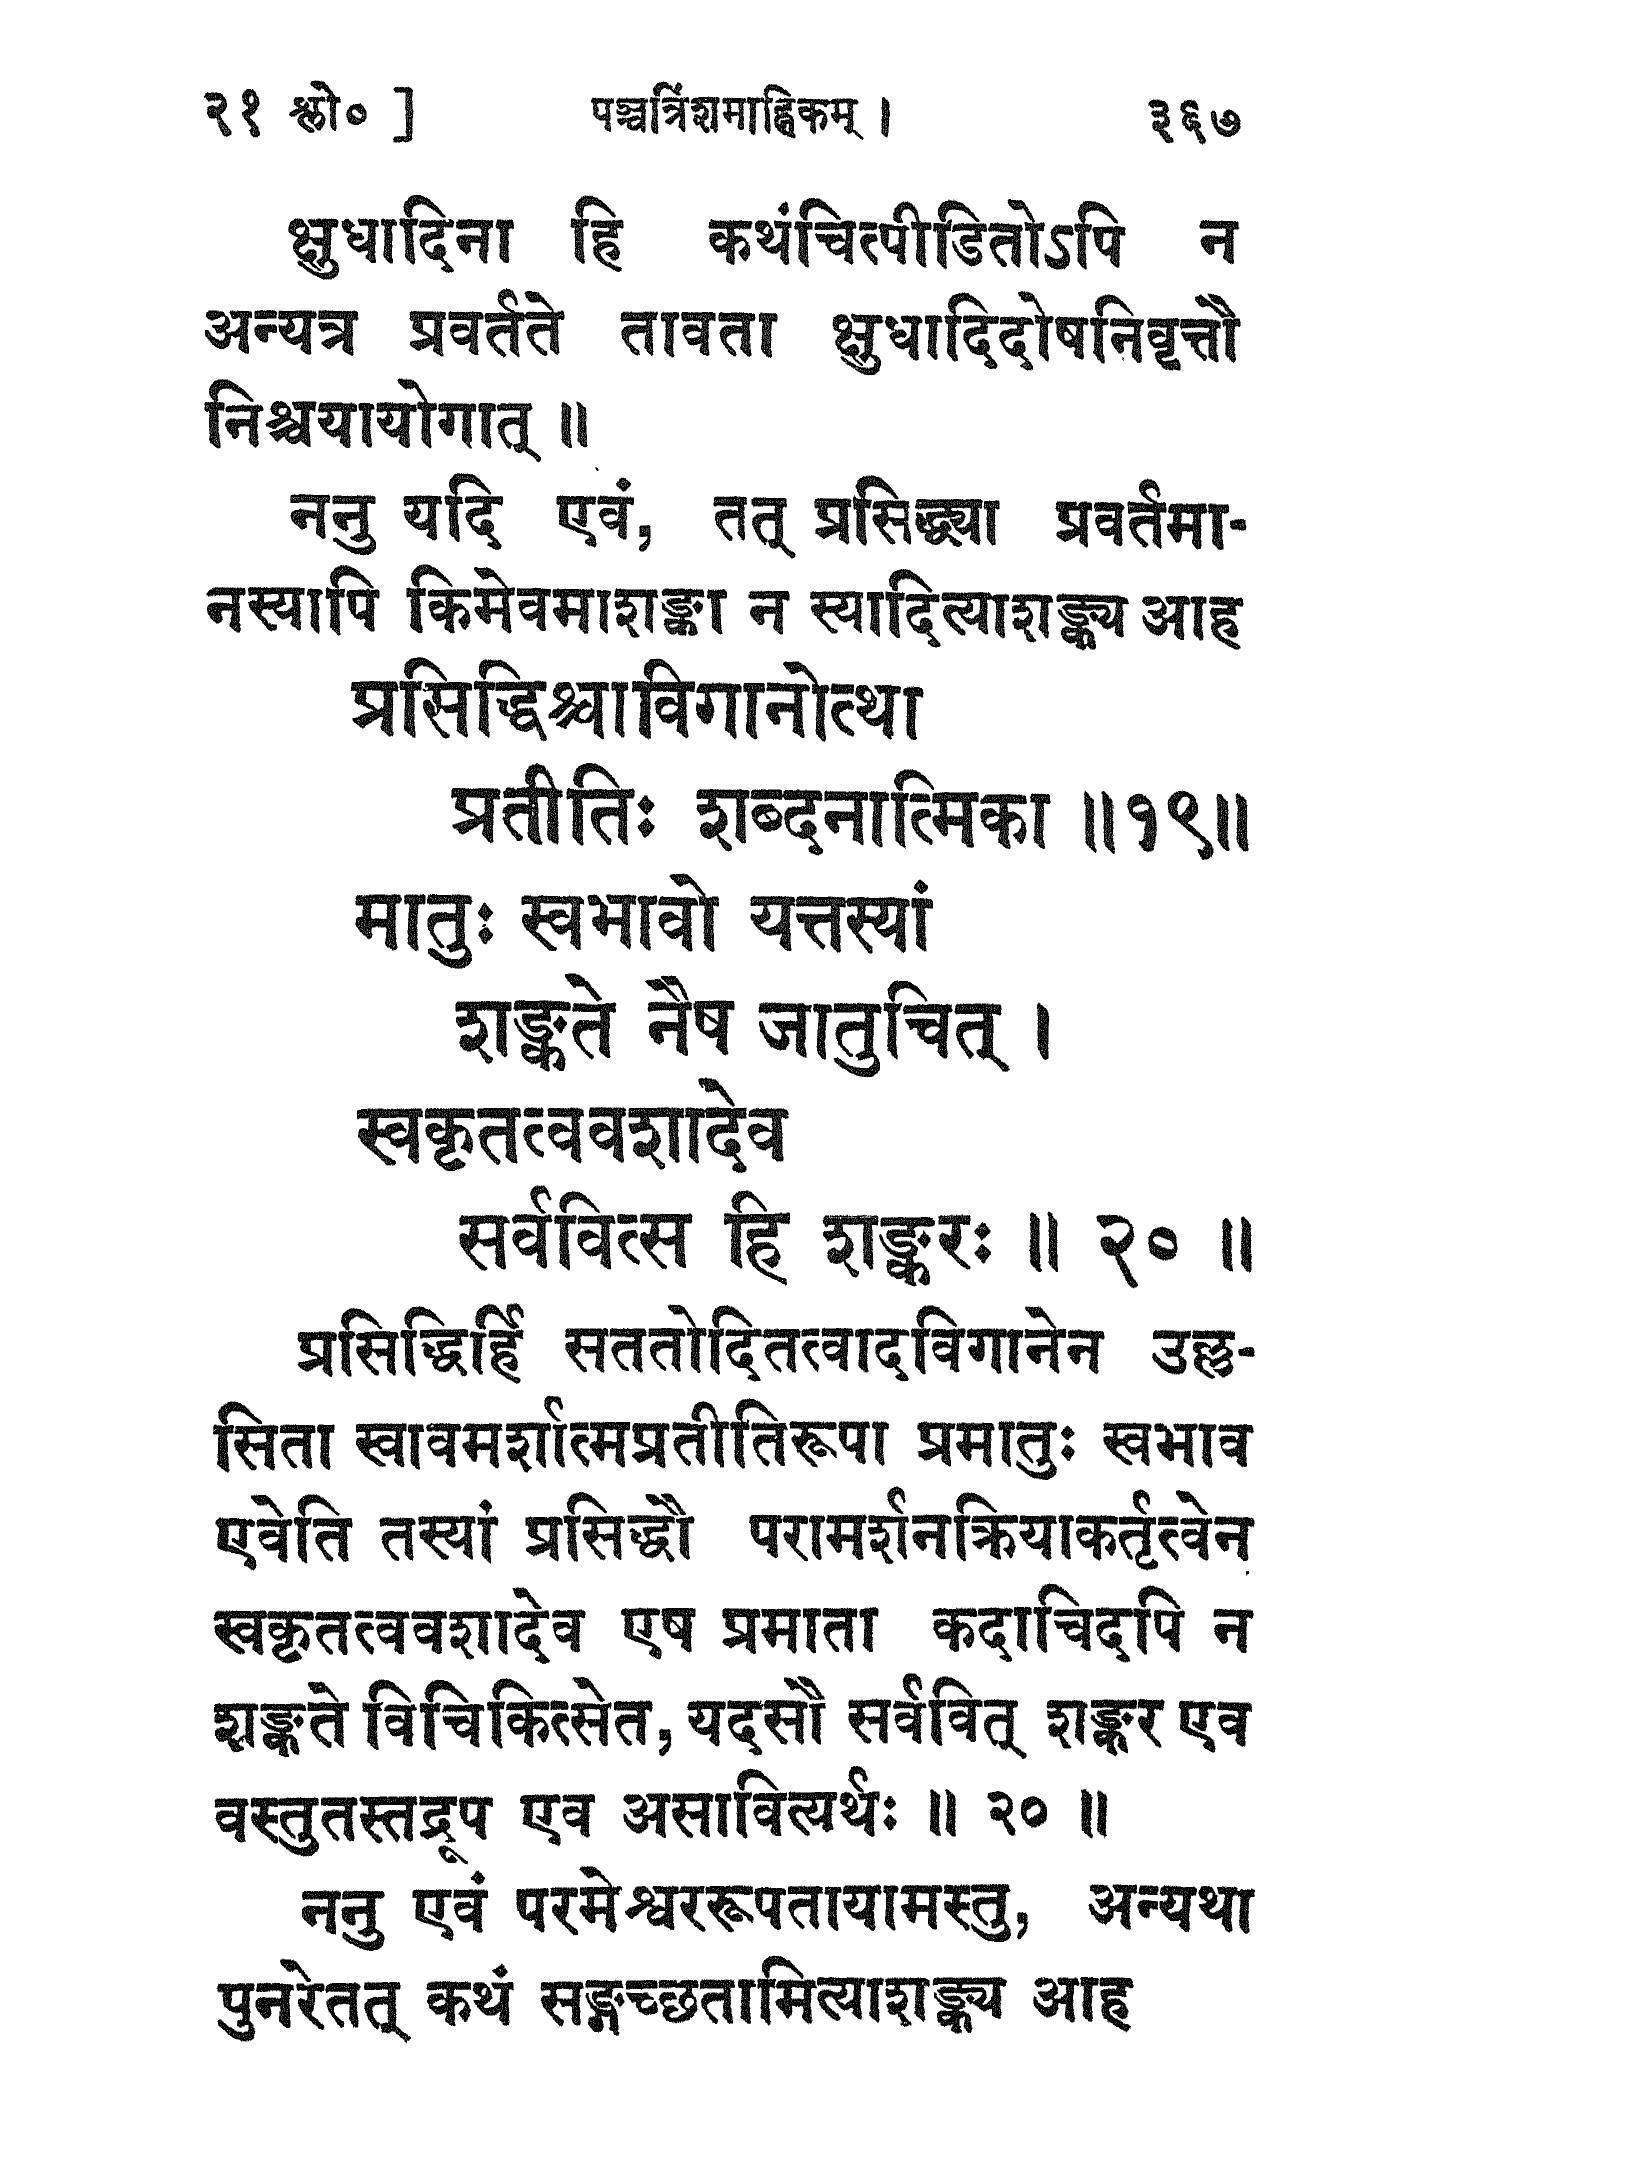 २१ श्लो० ]
पञ्चत्रिंशमाह्निकम् ।
३६७
क्षुधादिना हि कथंचित्पीडितोऽपि न
अन्यत्र प्रवर्तते तावता क्षुधादिदोषनिवृत्तौ
निश्चयायोगात् ॥
ननु यदि एवं, तत् प्रसिद्ध्या प्रवर्तमा-
नस्यापि किमेवमाशङ्का न स्यादित्याशङ्क्य आह
प्रसिद्धिश्चाविगानोत्था
प्रतीतिः शब्दनात्मिका ॥१९॥
मातुः स्वभावो यत्तस्यां
शङ्कते नैष जातुचित् ।
स्वकृतत्ववशादेव
सर्ववित्स हि शङ्करः ॥ २० ॥
प्रसिद्धिर्हि सततोदितत्वादविगानेन उल्ल-
सिता स्वावमर्शात्मप्रतीतिरूपा प्रमातुः स्वभाव
एवेति तस्यां प्रसिद्धौ परामर्शनक्रियाकर्तृत्वेन
स्वकृतत्ववशादेव एष प्रमाता कदाचिदपि न
शङ्कते विचिकित्सेत, यदसौ सर्ववित् शङ्कर एव
वस्तुतस्तद्रूप एव असावित्यर्थः ॥ २० ॥
ननु एवं परमेश्वररूपतायामस्तु, अन्यथा
पुनरेतत् कथं सङ्गच्छतामित्याशङ्क्य आह